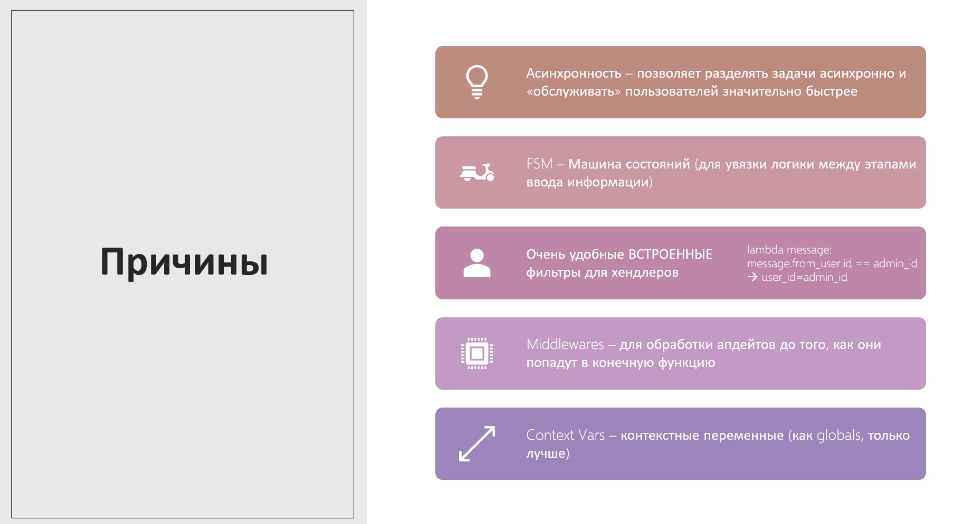 Причины
Асинхронность – позволяет разделять задачи асинхронно и
«обслуживать» пользователей значительно быстрее
FSM – Машина состояний (для увязки логики между этапами
ввода информации)
Очень удобные ВСТРОЕННЫЕ
фильтры для хендлеров
lambda message:
message.from_user.id == admin_id
→ user_id=admin_id
Middlewares – для обработки апдейтов до того, как они
попадут в конечную функцию
Context Vars – контекстные переменные (как globals, только
лучше)